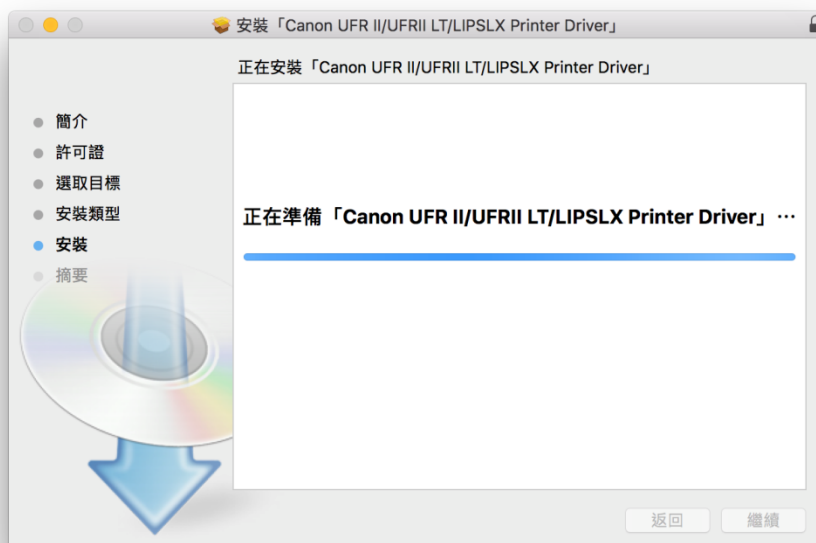 安裝「Canon UFR II/UFRII LT/LIPSLX Printer Driver」
正在安裝「Canon UFR II/UFRII LT/LIPSLX Printer Driver」
簡介
許可證
選取目標
安裝類型
安裝
摘要
正在準備「Canon UFR II/UFRII LT/LIPSLX Printer Driver」⋯
返回
繼續